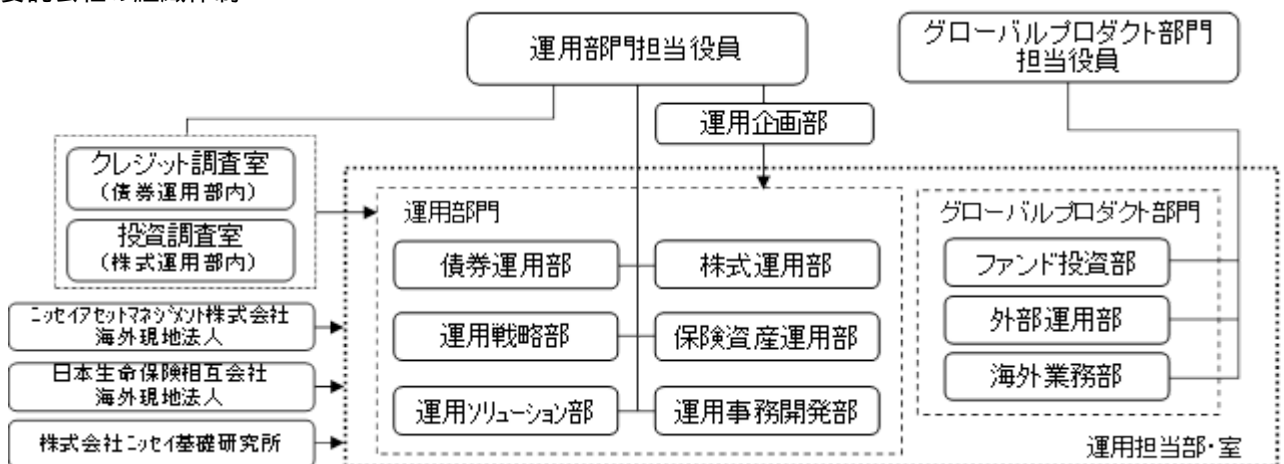 運用部門担当役員
グローバルプロダクト部門
担当役員
運用企画部
クレジット調査室
(債券運用部内)
投資調査室
(株式運用部内)
運用部門
グローバルプロダクト部門
債券運用部
株式運用部
ファンド投資部
ニッセイアセットマネジメント株式会社
海外現地法人
運用戦略部
保険資産運用部
外部運用部
日本生命保険相互会社
海外現地法人
海外業務部
運用ソリューション部
運用事務開発部
株式会社ニッセイ基礎研究所
運用担当部・室